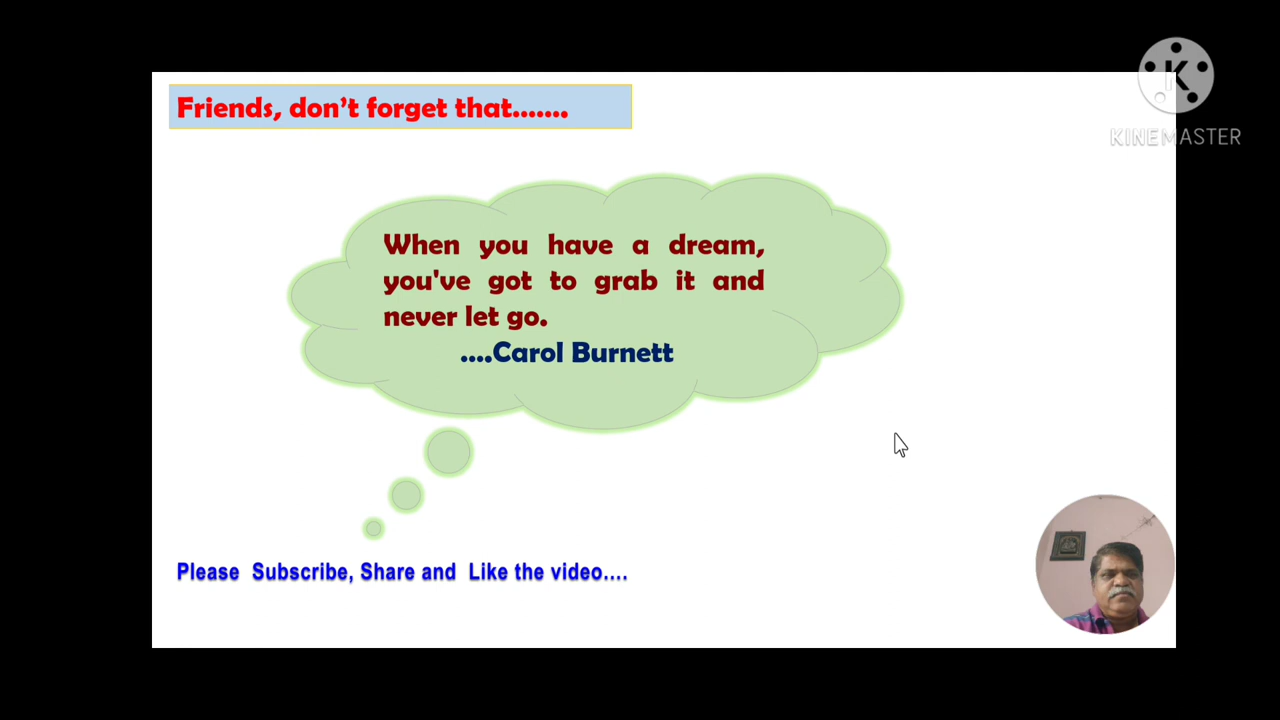 Friends, don’t forget that.......
KINEMASTER
When you have a dream,
you've got to grab it and
never let go.
....Carol Burnett
Please Subscribe, Share and Like the video....